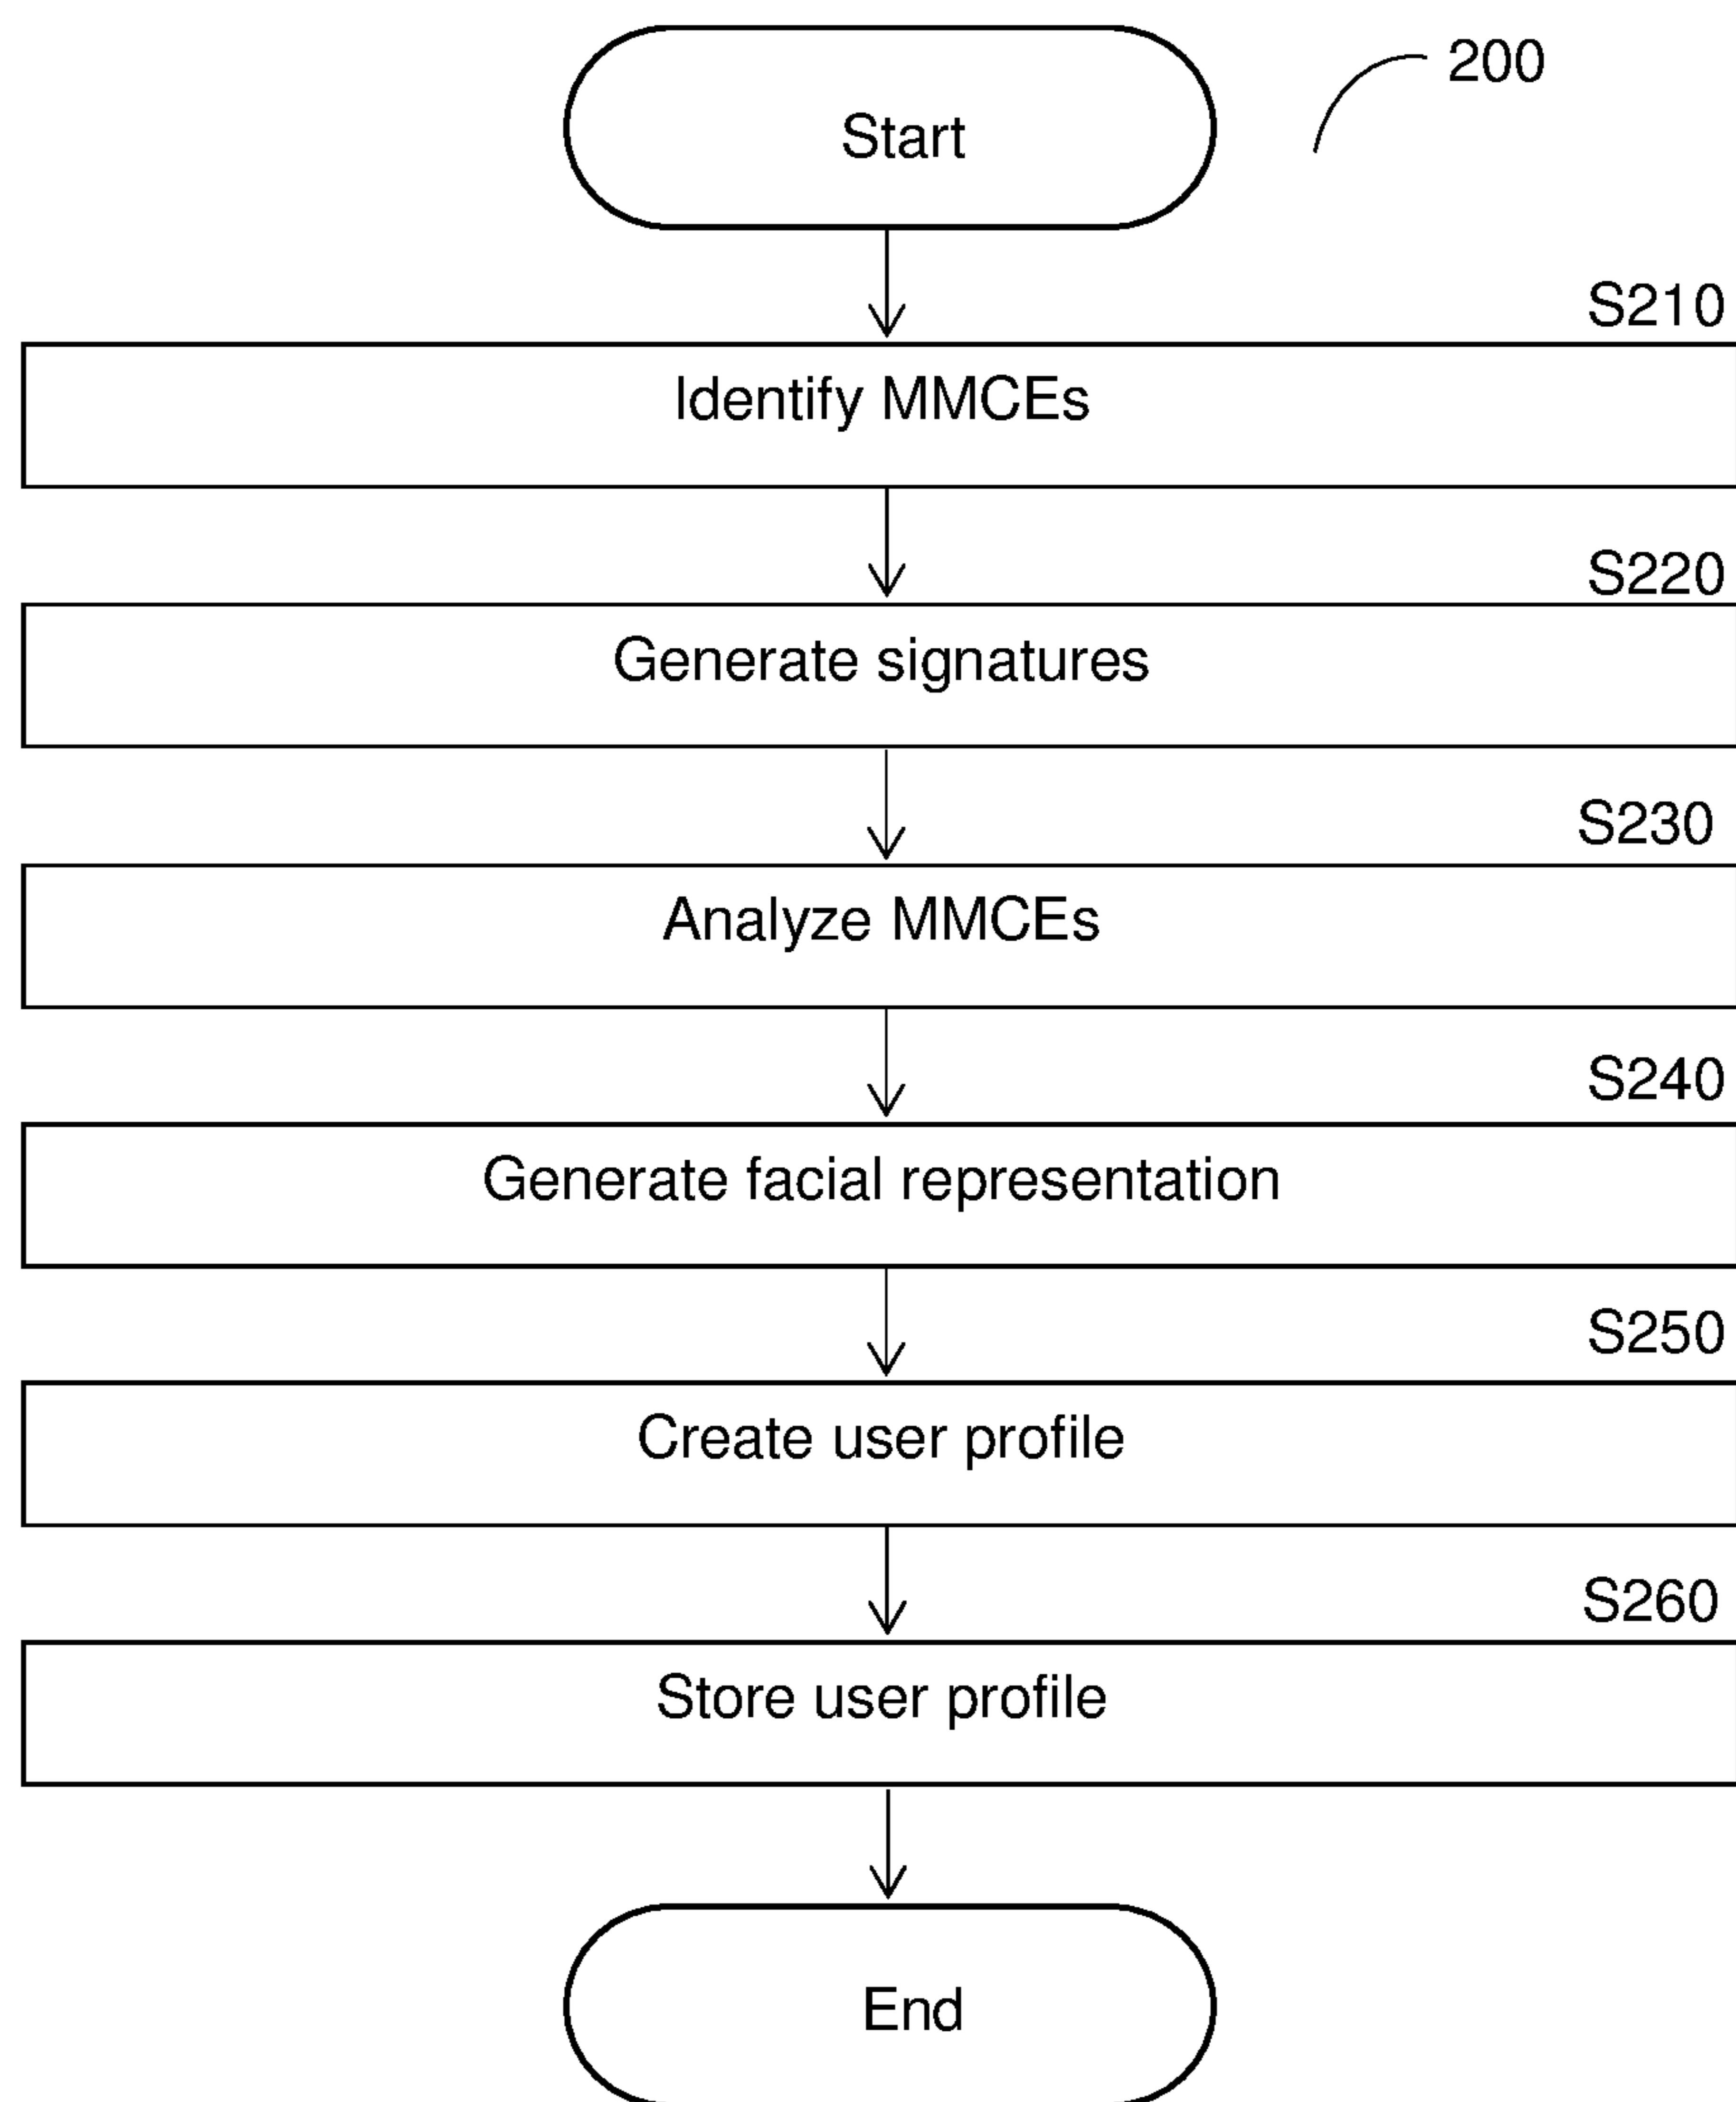 200
Start
S210
Identify MMCEs
S220
Generate signatures
S230
Analyze MMCEs
S240
Generate facial representation
S250
Create user profile
S260
Store user profile
End